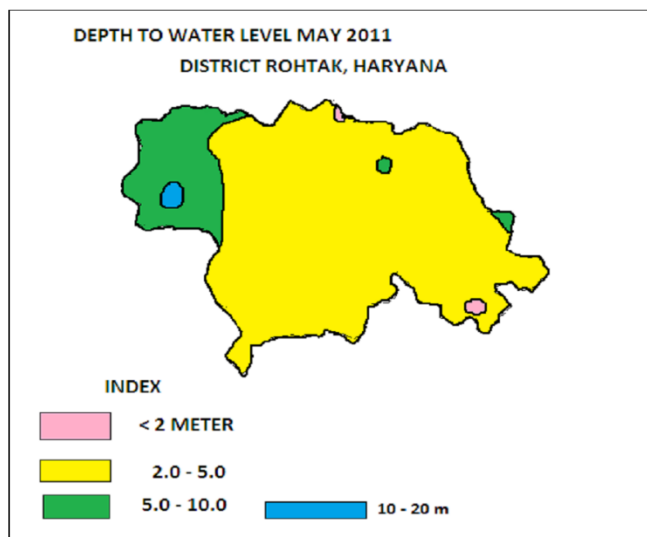 DEPTH TO WATER LEVEL MAY 2011
DISTRICT ROHTAK, HARYANA
INDEX
< 2 METER
2.0 - 5.0
5.0 - 10.0
10 - 20 m